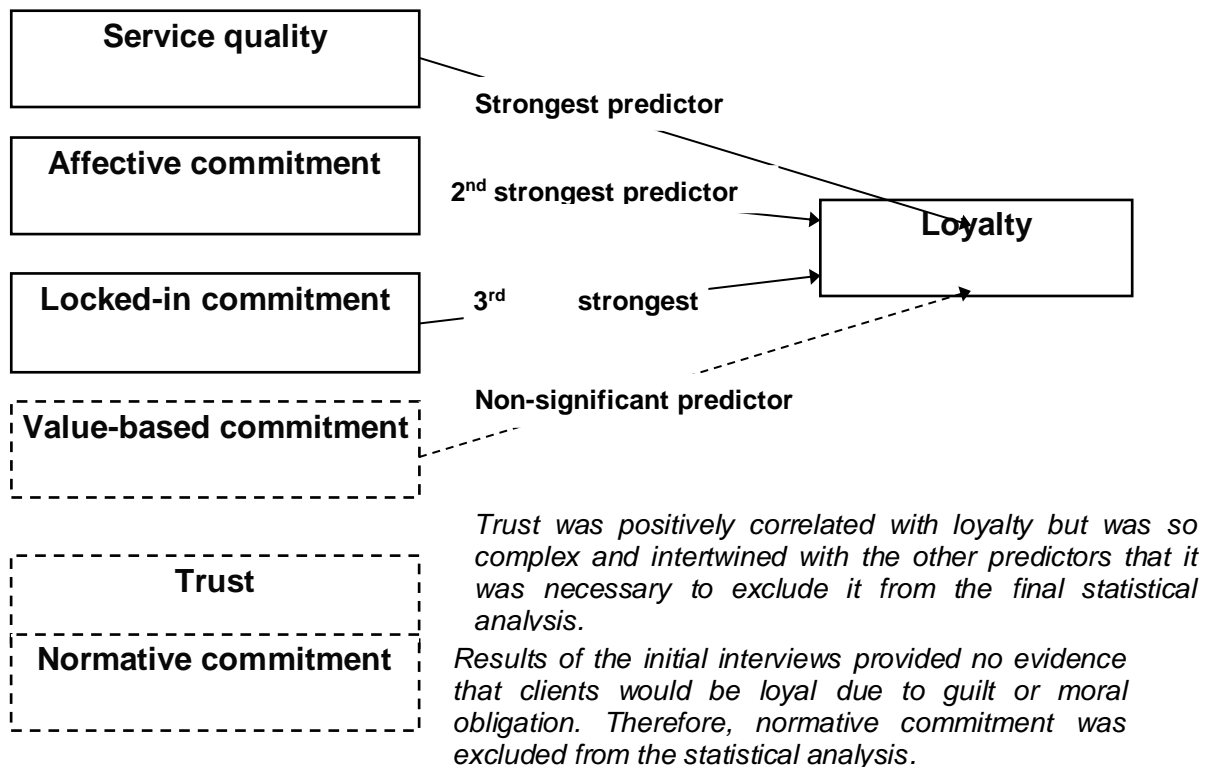 Service quality
Strongest predictor
Affective commitment
2nd strongest predictor
Loyalty
Locked-in commitment
3rd strongest
Non-significant predictor
Value-based commitment
Trust was positively correlated with loyalty but was so
complex and intertwined with the other predictors that it
was necessary to exclude it from the final statistical
analysis.
Trust
Normative commitment
Results of the initial interviews provided no evidence
that clients would be loyal due to guilt or moral
obligation. Therefore, normative commitment was
excluded from the statistical analysis.